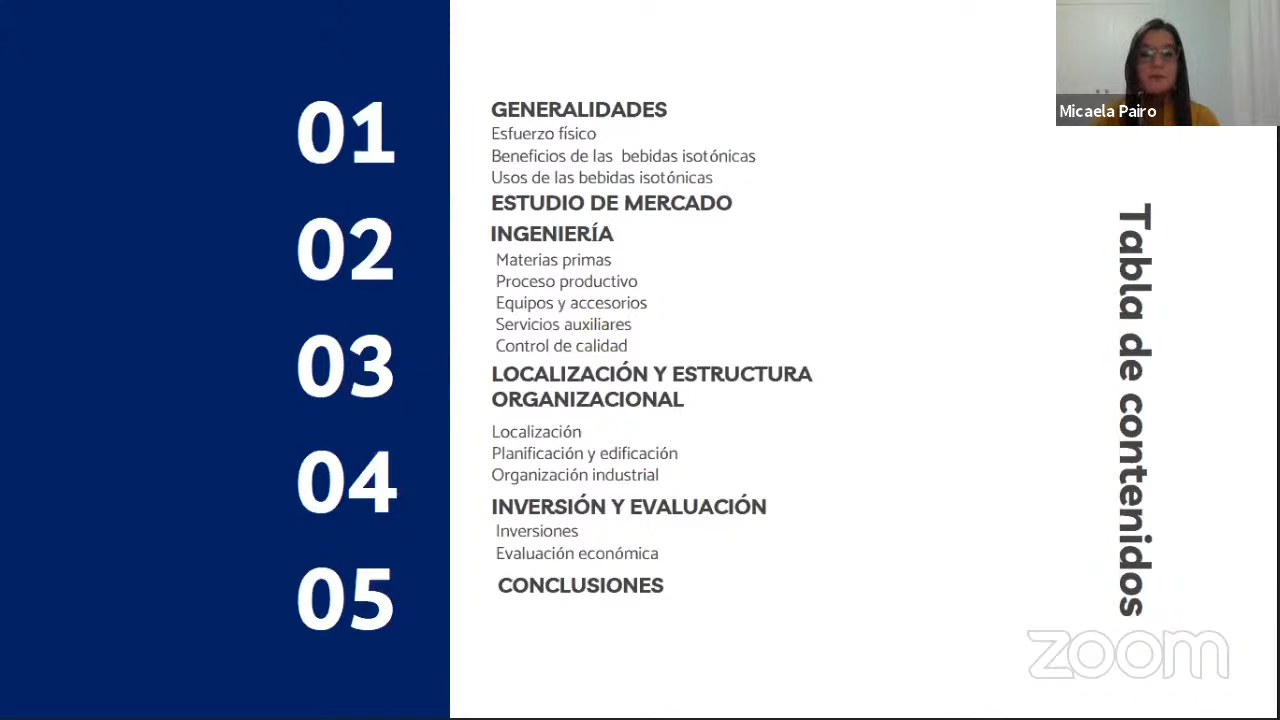 01
02
03
04
05
GENERALIDADES
Esfuerzo físico
Beneficios de las  bebidas isotónicas
Usos de las bebidas isotónicas
ESTUDIO DE MERCADO
INGENIERÍA
Materias primas
Proceso productivo
Equipos y accesorios
Servicios auxiliares
Control de calidad
LOCALIZACIÓN Y ESTRUCTURA
ORGANIZACIONAL
Localización
Planificación y edificación
Organización industrial
INVERSIÓN Y EVALUACIÓN
Inversiones
Evaluación económica
CONCLUSIONES
Tabla de contenidos
Micaela Pairo
zoom